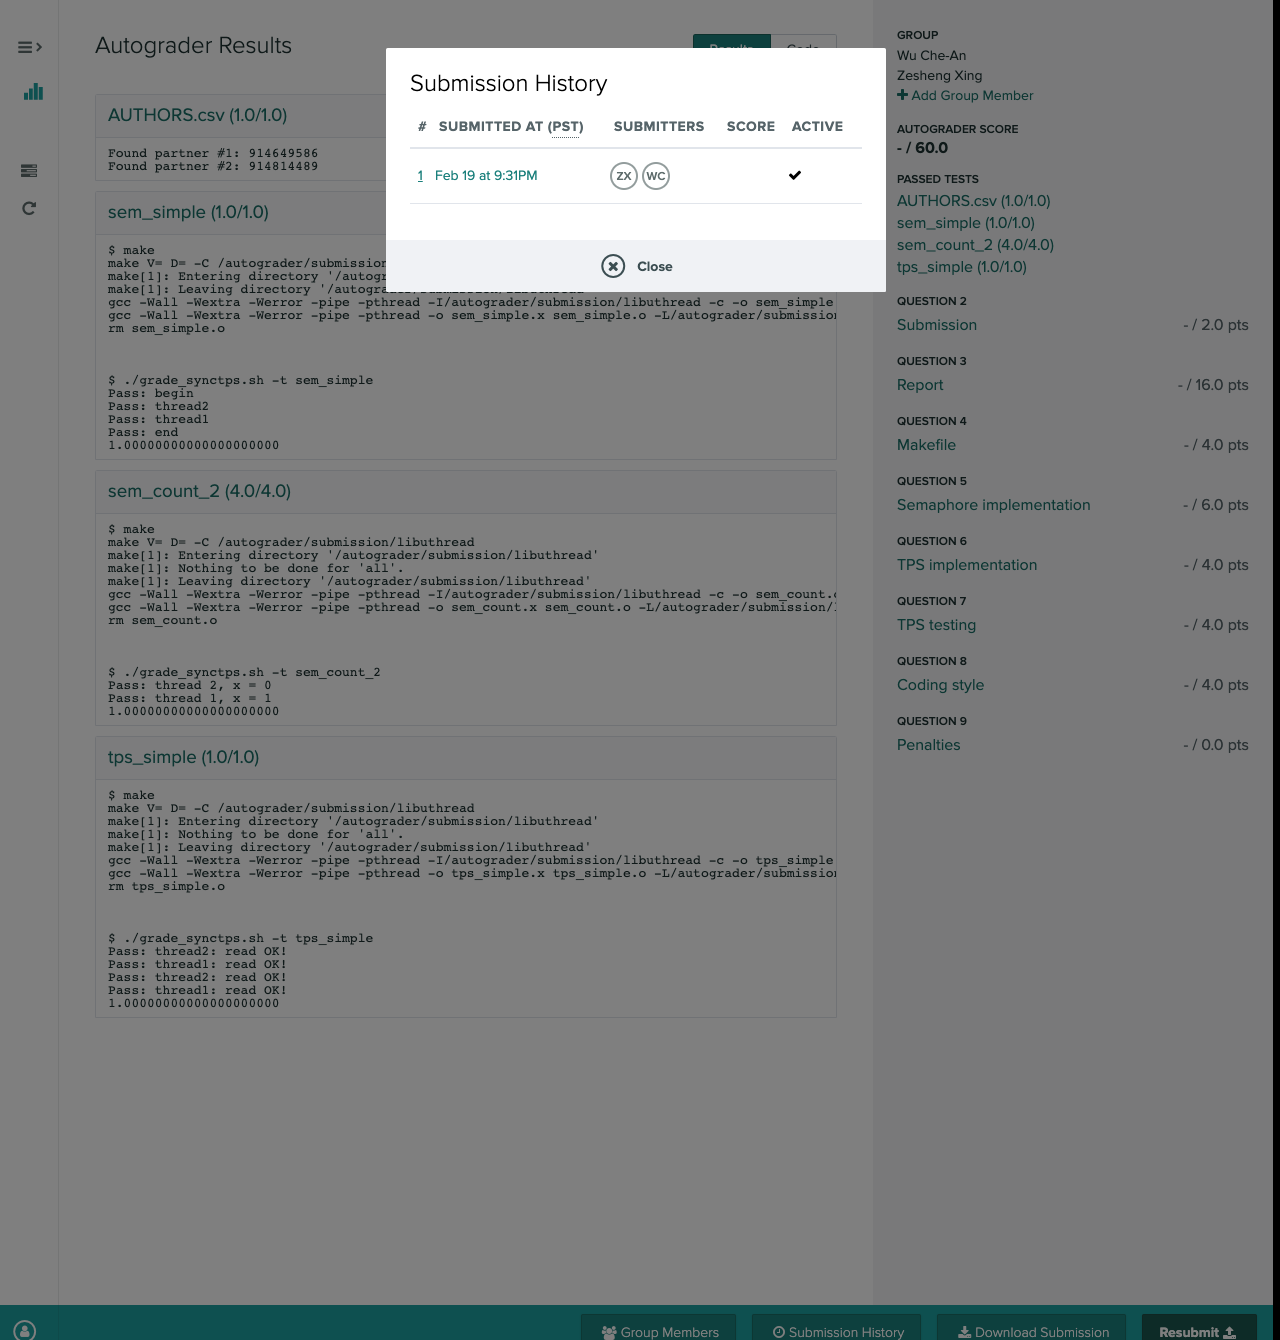 Autograder Results
Results Code
Submission History
# SUBMITTED AT (PST) SUBMITTERS SCORE ACTIVE
1 Feb 19 at 9:31PM ZX WC
Close
AUTHORS.csv (1.0/1.0)
Found partner #1: 914649586
Found partner #2: 914814489
sem_simple (1.0/1.0)
$ make
make V= D= -C /autograder/submission
make[1]: Entering directory '/autogr
make[1]: Leaving directory '/autograder/submission/libuthread'
gcc -Wall -Wextra -Werror -pipe -pthread -I/autograder/submission/libuthread -c -o sem_simple
gcc -Wall -Wextra -Werror -pipe -pthread -o sem_simple.x sem_simple.o -L/autograder/submission
rm sem_simple.o
$ ./grade_synctps.sh -t sem_simple
Pass: begin
Pass: thread2
Pass: thread1
Pass: end
1.00000000000000000000
sem_count_2 (4.0/4.0)
$ make
make V= D= -C /autograder/submission/libuthread
make[1]: Entering directory '/autograder/submission/libuthread'
make[1]: Nothing to be done for 'all'.
make[1]: Leaving directory '/autograder/submission/libuthread'
gcc -Wall -Wextra -Werror -pipe -pthread -I/autograder/submission/libuthread -c -o sem_count.o
gcc -Wall -Wextra -Werror -pipe -pthread -o sem_count.x sem_count.o -L/autograder/submission/l
rm sem_count.o
$ ./grade_synctps.sh -t sem_count_2
Pass: thread 2, x = 0
Pass: thread 1, x = 1
1.00000000000000000000
tps_simple (1.0/1.0)
$ make
make V= D= -C /autograder/submission/libuthread
make[1]: Entering directory '/autograder/submission/libuthread'
make[1]: Nothing to be done for 'all'.
make[1]: Leaving directory '/autograder/submission/libuthread'
gcc -Wall -Wextra -Werror -pipe -pthread -I/autograder/submission/libuthread -c -o tps_simple
gcc -Wall -Wextra -Werror -pipe -pthread -o tps_simple.x tps_simple.o -L/autograder/submission
rm tps_simple.o
$ ./grade_synctps.sh -t tps_simple
Pass: thread2: read OK!
Pass: thread1: read OK!
Pass: thread2: read OK!
Pass: thread1: read OK!
1.00000000000000000000
GROUP
Wu Che-An
Zesheng Xing
Add Group Member
AUTOGRADER SCORE
- / 60.0
PASSED TESTS
AUTHORS.csv (1.0/1.0)
sem_simple (1.0/1.0)
sem_count_2 (4.0/4.0)
tps_simple (1.0/1.0)
QUESTION 2
Submission - / 2.0 pts
QUESTION 3
Report - / 16.0 pts
QUESTION 4
Makefile - / 4.0 pts
QUESTION 5
Semaphore implementation - / 6.0 pts
QUESTION 6
TPS implementation - / 4.0 pts
QUESTION 7
TPS testing - / 4.0 pts
QUESTION 8
Coding style - / 4.0 pts
QUESTION 9
Penalties - / 0.0 pts
Group Members Submission History Download Submission Resubmit